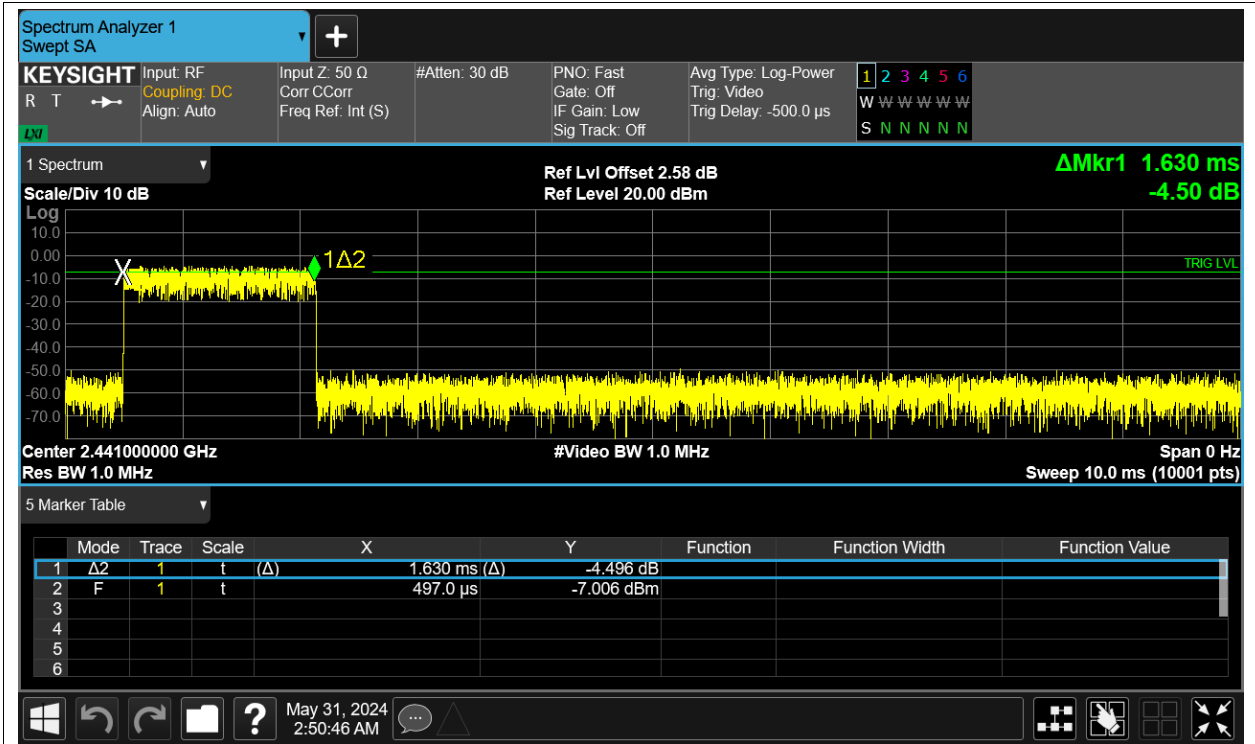 Spectrum Analyzer 1
Swept SA
KEYSIGHT
R T
LXI
Input: RF
Coupling: DC
Align: Auto
Input Z: 50 Ω
Corr CCorr
Freq Ref: Int (S)
#Atten: 30 dB
PNO: Fast
Gate: Off
IF Gain: Low
Sig Track: Off
Avg Type: Log-Power
Trig: Video
Trig Delay: -500.0 µs
1 2 3 4 5 6
W W W W W W
S N N N N N
1 Spectrum
Scale/Div 10 dB
Ref Lvl Offset 2.58 dB
Ref Level 20.00 dBm
ΔMkr1 1.630 ms
-4.50 dB
Log
10.0
0.00
-10.0
-20.0
-30.0
-40.0
-50.0
-60.0
-70.0
X
1Δ2
TRIG LVL
Center 2.441000000 GHz
#Video BW 1.0 MHz
Span 0 Hz
Res BW 1.0 MHz
Sweep 10.0 ms (10001 pts)
5 Marker Table
Mode Trace Scale X Y Function Function Width Function Value
1 Δ2 1 t (Δ) 1.630 ms (Δ) -4.496 dB
2 F 1 t 497.0 µs -7.006 dBm
3
4
5
6
?
May 31, 2024
2:50:46 AM